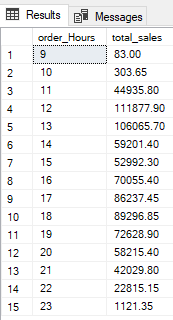 Results Messages
order_Hours total_sales
1 9 83.00
2 10 303.65
3 11 44935.80
4 12 111877.90
5 13 106065.70
6 14 59201.40
7 15 52992.30
8 16 70055.40
9 17 86237.45
10 18 89296.85
11 19 72628.90
12 20 58215.40
13 21 42029.80
14 22 22815.15
15 23 1121.35